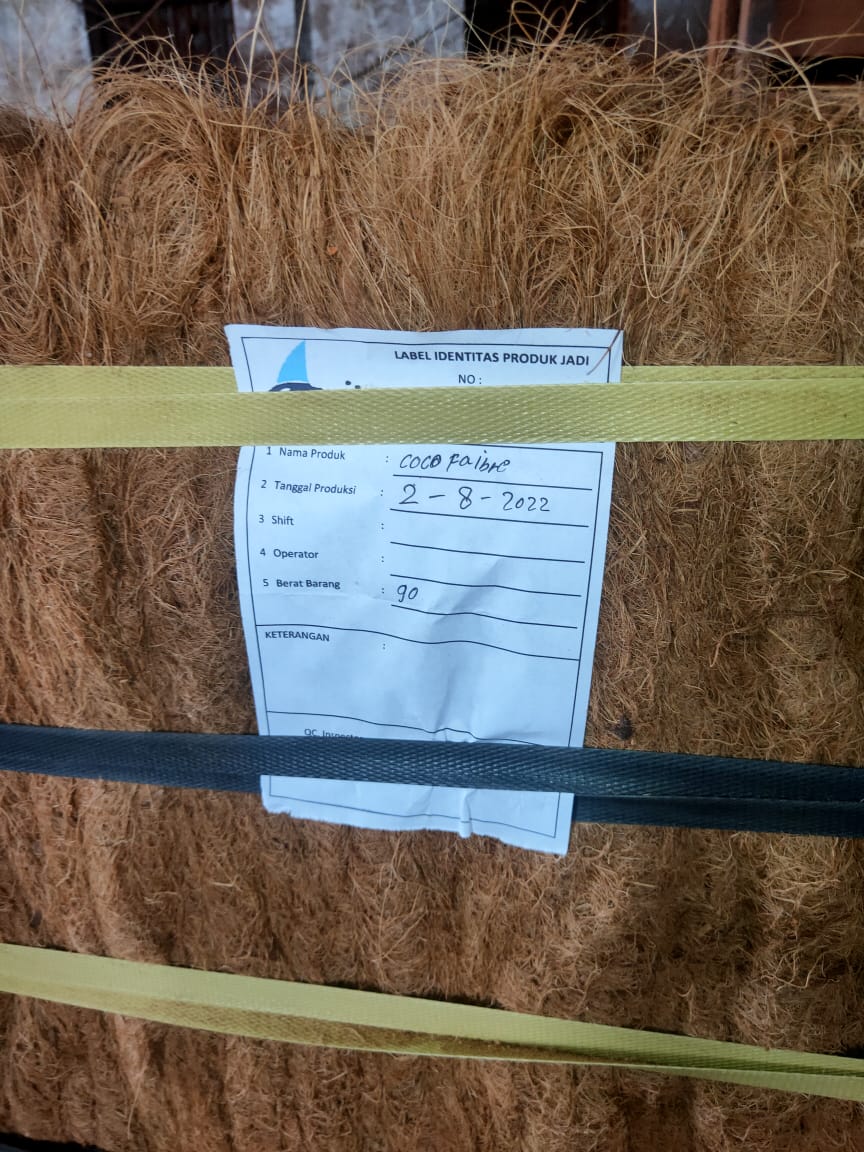 LABEL IDENTITAS PRODUK JADI
NO :
1 Nama Produk : coco Faibre
2 Tanggal Produksi : 2 - 8 - 2022
3 Shift :
4 Operator :
5 Berat Barang : 90
KETERANGAN :
QC